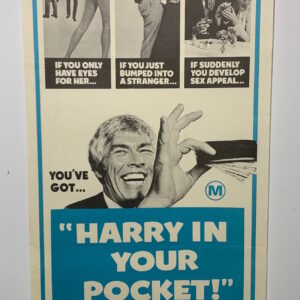 IF YOU ONLY
HAVE EYES
FOR HER...
IF YOU JUST
BUMPED INTO
A STRANGER...
IF SUDDENLY
YOU DEVELOP
SEX APPEAL...
YOU'VE
GOT...
M
"HARRY IN
YOUR
POCKET!"